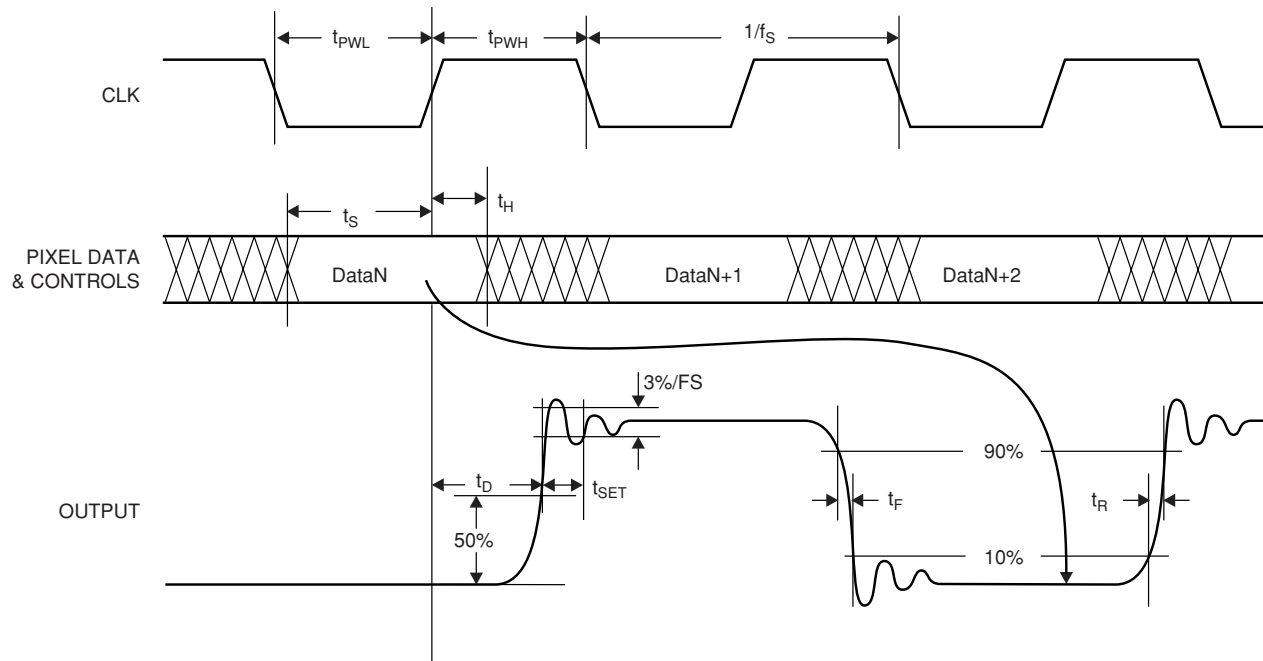 t_PWL t_PWH 1/f_S
CLK
t_S t_H
PIXEL DATA
& CONTROLS
DataN DataN+1 DataN+2
3%/FS
90%
t_D t_SET t_F t_R
OUTPUT
50%
10%